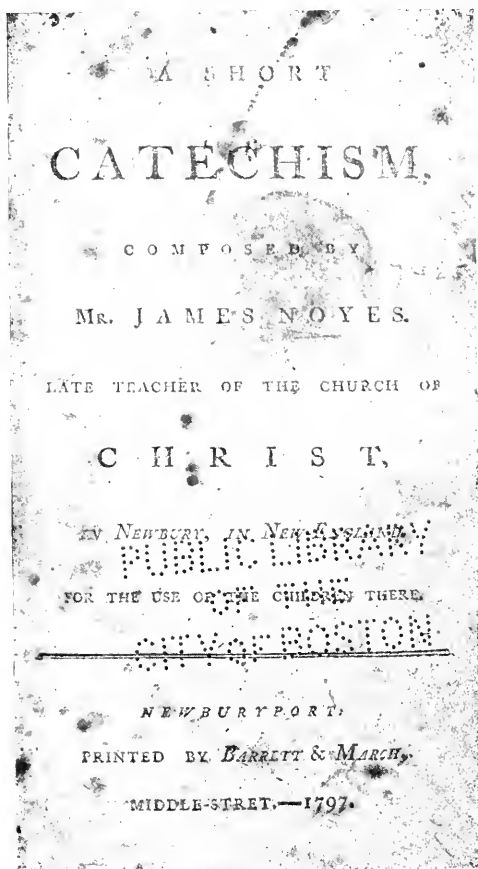 A SHORT
CATECHISM,
COMPOSED BY
MR. JAMES NOYES.
LATE TEACHER OF THE CHURCH OF
CHRIST,
IN NEWBURY, IN NEW-ENGLAND.
PUBLIC LIBRARY
FOR THE USE OF THE CHILDREN THERE.
OF THE
CITY OF BOSTON
NEWBURYPORT:
PRINTED BY BARRETT & MARCH,
MIDDLE-STRET.—1797.